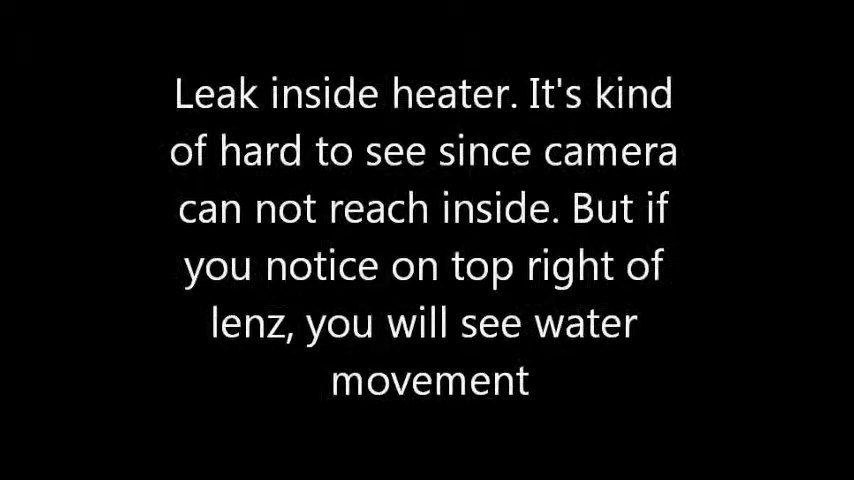 Leak inside heater. It's kind
of hard to see since camera
can not reach inside. But if
you notice on top right of
lenz, you will see water
movement